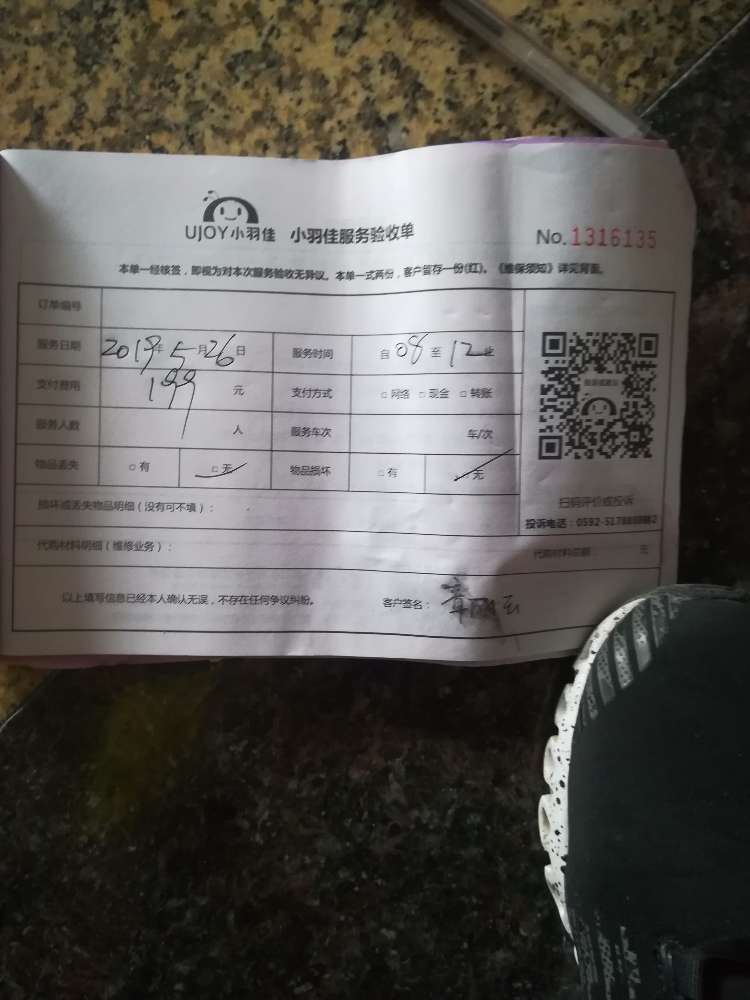 UJOY小羽佳 小羽佳服务验收单 No.1316135
本单一经核签，即视为对本次服务验收无异议。本单一式两份，客户留存一份(红)。《维保须知》详见背面。
订单编号
服务日期 2019年5月26日 服务时间 自08至12止
支付费用 199元 支付方式 □网络 □现金 □转账
服务人数 人 服务车次 车/次
物品丢失 □有 □无 物品损坏 □有 □无
损坏或丢失物品明细（没有可不填）：
扫码评价或投诉
投诉电话：0592-5178
代购材料明细（维修业务）： 代购材料总额： 元
以上填写信息已经本人确认无误，不存在任何争议纠纷。 客户签名：